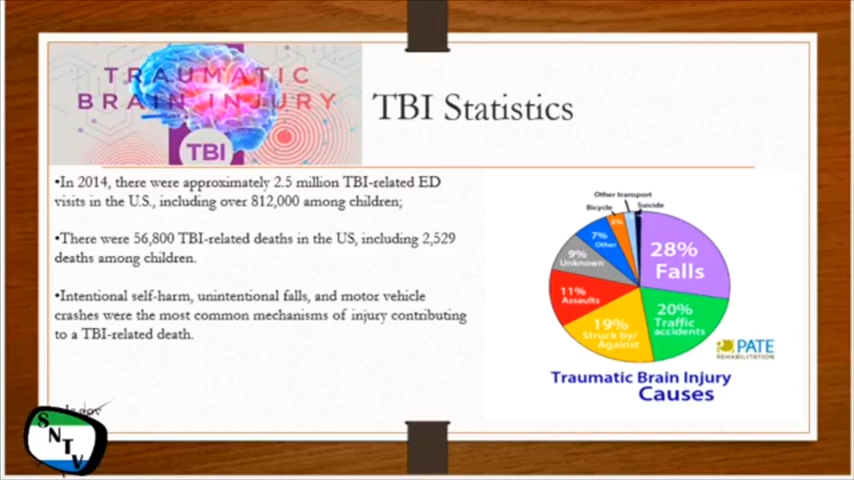 TRAUMATIC
BRAIN INJURY
TBI
TBI Statistics
•In 2014, there were approximately 2.5 million TBI-related ED
visits in the U.S., including over 812,000 among children;
•There were 56,800 TBI-related deaths in the US, including 2,529
deaths among children.
•Intentional self-harm, unintentional falls, and motor vehicle
crashes were the most common mechanisms of injury contributing
to a TBI-related death.
Other transport
Suicide
Bicycle
28%
Falls
20%
Traffic
accidents
19%
Struck by/
Against
11%
Assaults
9%
Unknown
7%
Other
3%
PATE
REHABILITATION
Traumatic Brain Injury
Causes
SNTV